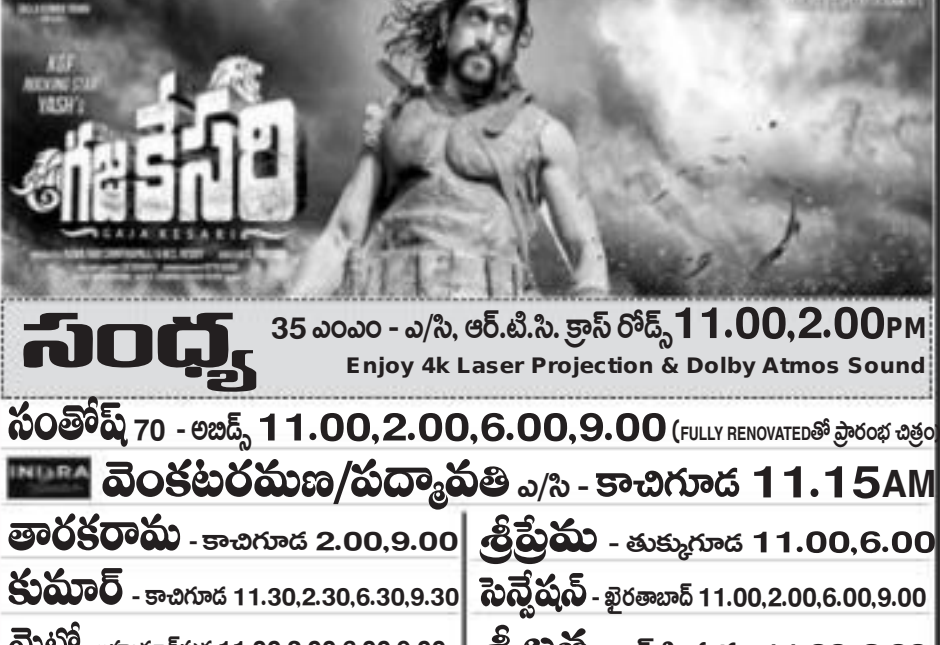 KGF
ROCKING STAR
YASH's
గజకేసరి
GAJA KESARI
సంధ్య 35 ఎంఎం - ఎ/సి, ఆర్.టి.సి. క్రాస్ రోడ్స్ 11.00,2.00PM
Enjoy 4k Laser Projection & Dolby Atmos Sound
సంతోష్ 70 - అబిడ్స్ 11.00,2.00,6.00,9.00 (FULLY RENOVATEDతో ప్రారంభ చిత్రం)
INDRA వెంకటరమణ/పద్మావతి ఎ/సి - కాచిగూడ 11.15AM
తారకరామ - కాచిగూడ 2.00,9.00
కుమార్ - కాచిగూడ 11.30,2.30,6.30,9.30
మెట్రో
శ్రీప్రేమ - తుక్కుగూడ 11.00,6.00
సెన్సేషన్ - ఖైరతాబాద్ 11.00,2.00,6.00,9.00